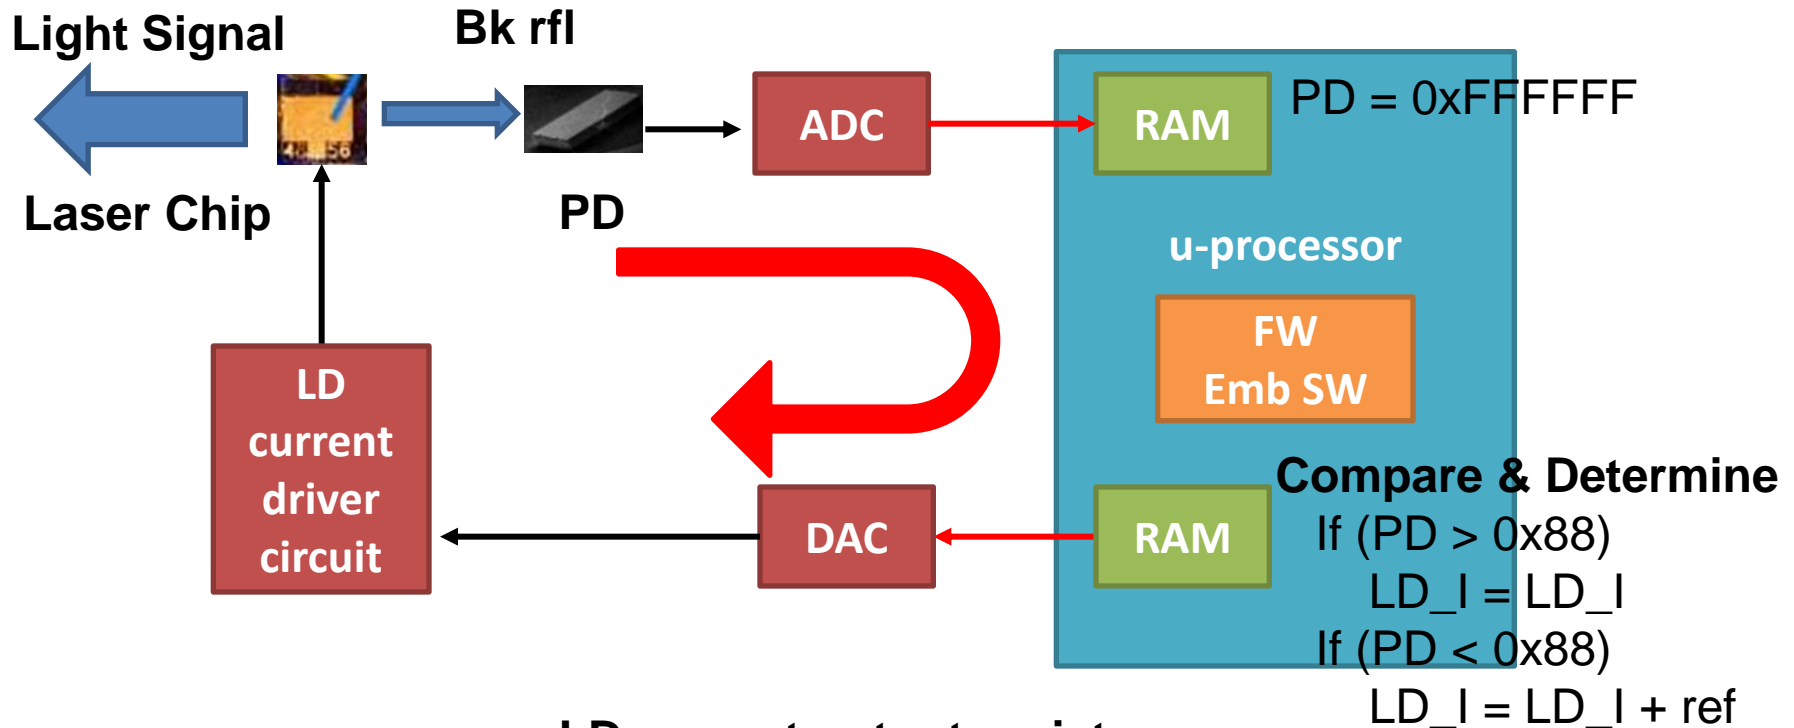 Light Signal
Bk rfl
Laser Chip
PD
ADC
RAM
PD = 0xFFFFFF
u-processor
FW
Emb SW
LD
current
driver
circuit
DAC
RAM
Compare & Determine
If (PD > 0x88)
LD_I = LD_I
If (PD < 0x88)
LD_I = LD_I + ref